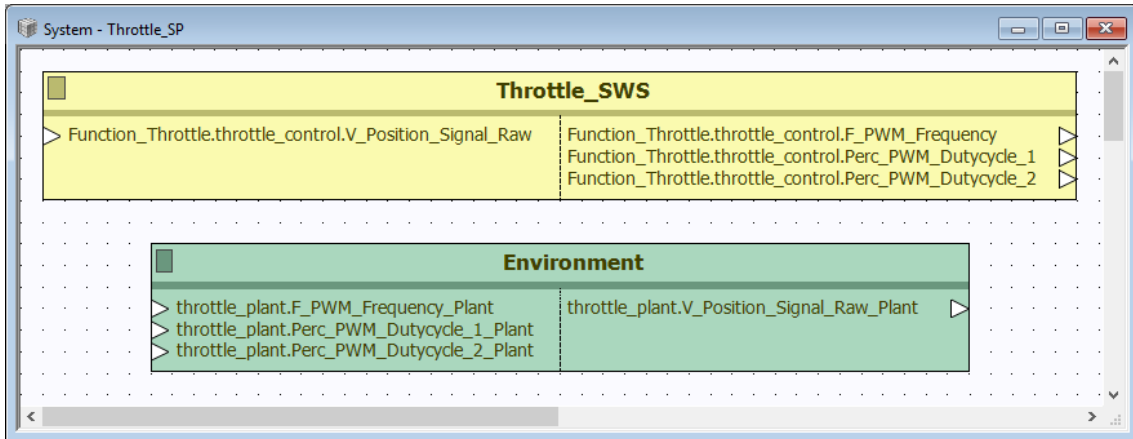 System - Throttle_SP
Throttle_SWS
Function_Throttle.throttle_control.V_Position_Signal_Raw
Function_Throttle.throttle_control.F_PWM_Frequency
Function_Throttle.throttle_control.Perc_PWM_Dutycycle_1
Function_Throttle.throttle_control.Perc_PWM_Dutycycle_2
Environment
throttle_plant.F_PWM_Frequency_Plant
throttle_plant.Perc_PWM_Dutycycle_1_Plant
throttle_plant.Perc_PWM_Dutycycle_2_Plant
throttle_plant.V_Position_Signal_Raw_Plant